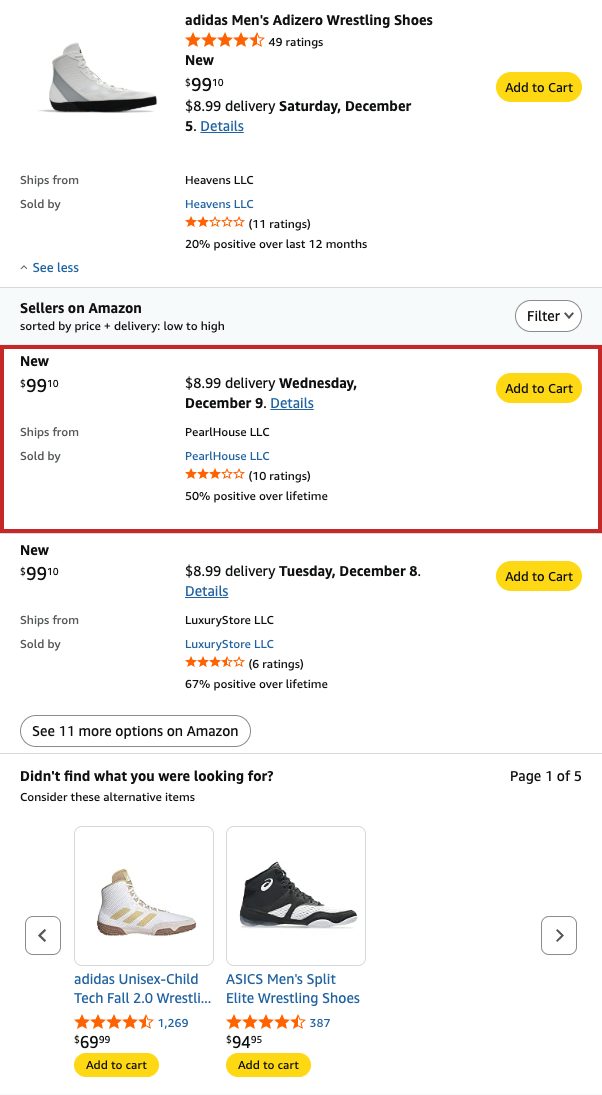 adidas Men's Adizero Wrestling Shoes
49 ratings
New
$9910
$8.99 delivery Saturday, December
5. Details
Add to Cart
Ships from
Heavens LLC
Sold by
Heavens LLC
(11 ratings)
20% positive over last 12 months
See less
Sellers on Amazon
sorted by price + delivery: low to high
Filter
New
$9910
$8.99 delivery Wednesday,
December 9. Details
Add to Cart
Ships from
PearlHouse LLC
Sold by
PearlHouse LLC
(10 ratings)
50% positive over lifetime
New
$9910
$8.99 delivery Tuesday, December 8.
Details
Add to Cart
Ships from
LuxuryStore LLC
Sold by
LuxuryStore LLC
(6 ratings)
67% positive over lifetime
See 11 more options on Amazon
Didn't find what you were looking for?
Page 1 of 5
Consider these alternative items
adidas Unisex-Child
Tech Fall 2.0 Wrestli...
1,269
$6999
Add to cart
ASICS Men's Split
Elite Wrestling Shoes
387
$9495
Add to cart